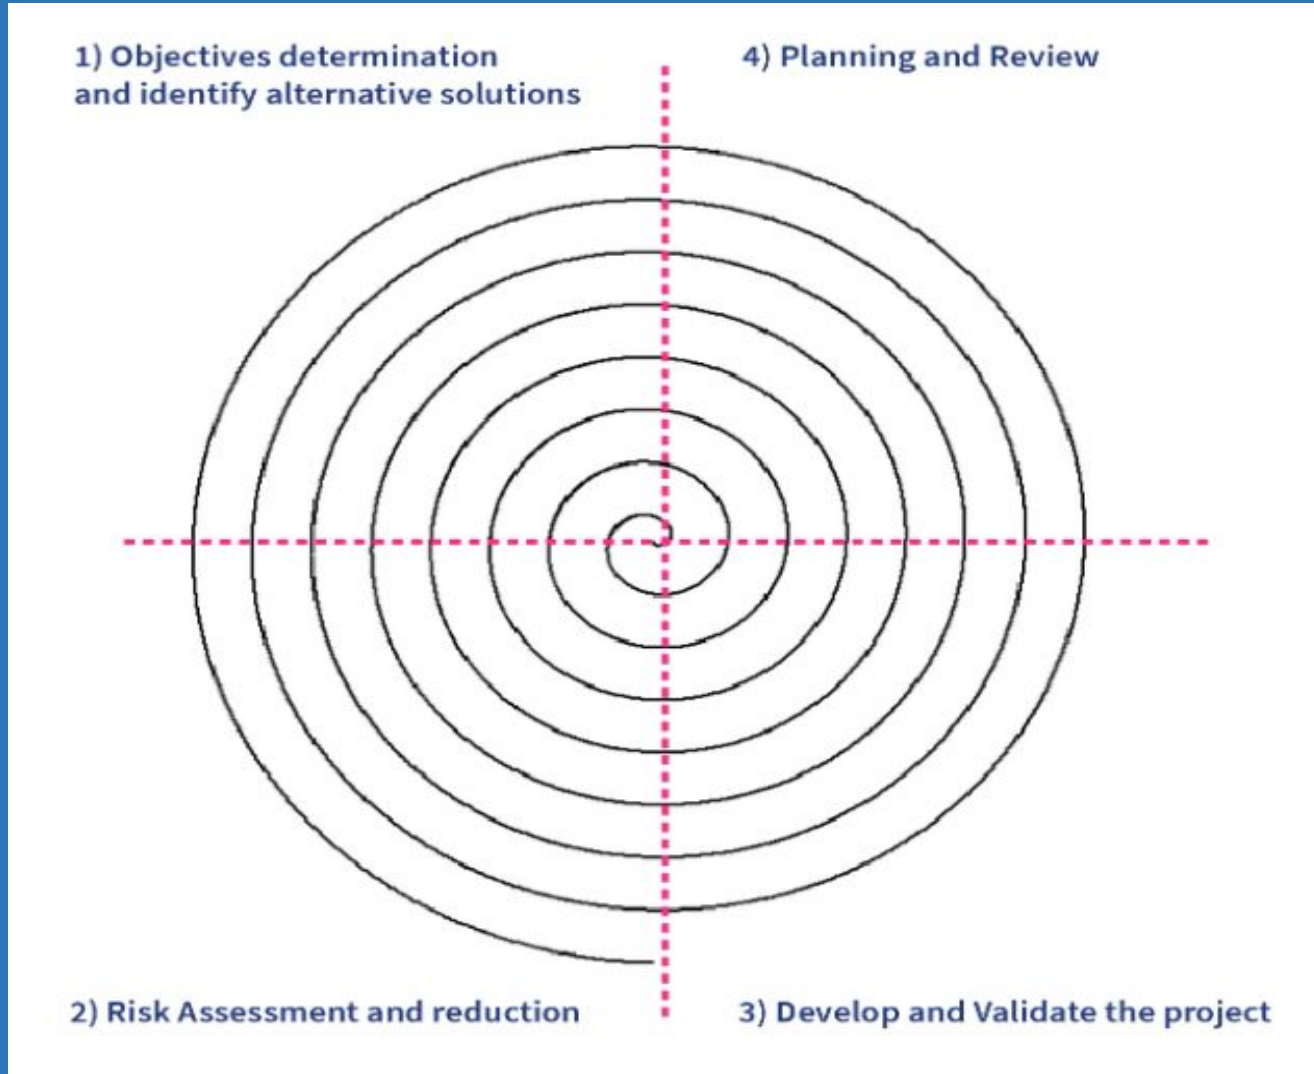 1) Objectives determination
and identify alternative solutions
4) Planning and Review
2) Risk Assessment and reduction
3) Develop and Validate the project